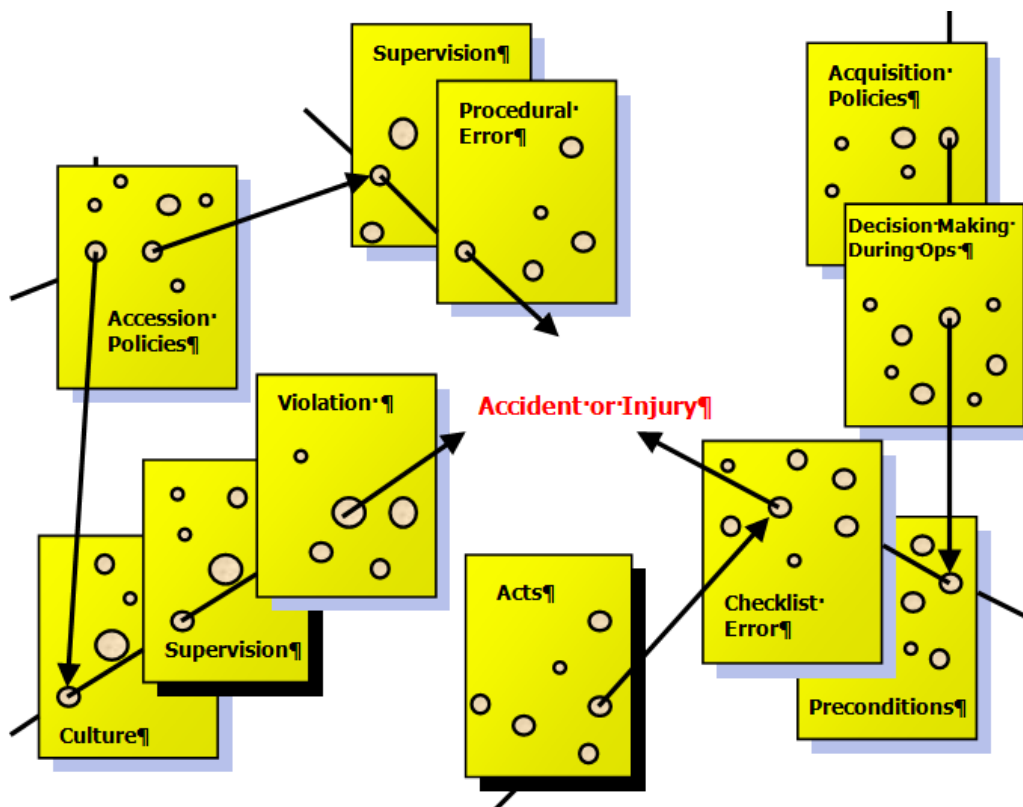 Supervision¶
Procedural·
Error¶
Acquisition·
Policies¶
Decision·Making·
During·Ops·¶
Accession·
Policies¶
Violation·¶
Accident·or·Injury¶
Supervision¶
Culture¶
Acts¶
Checklist·
Error¶
Preconditions¶